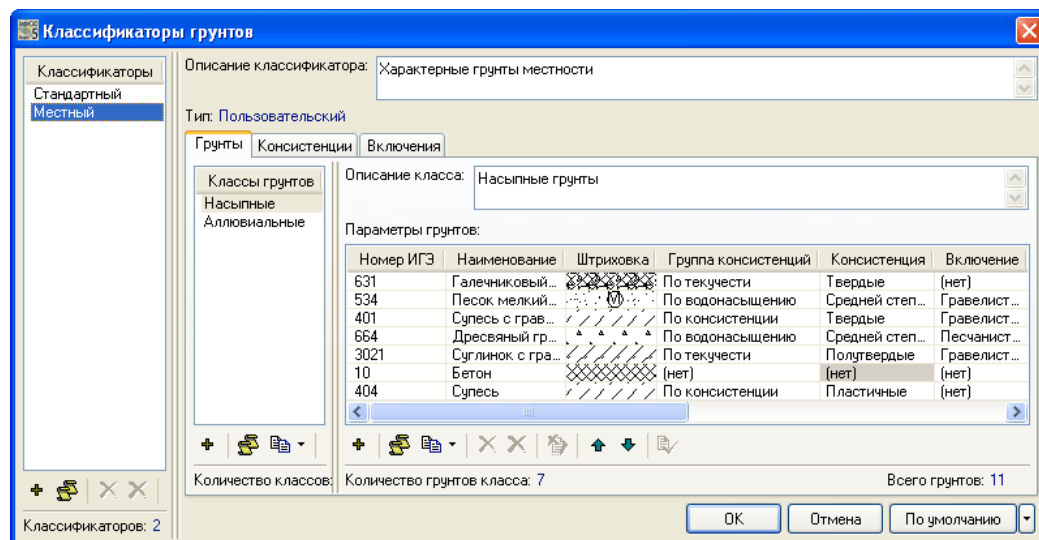 Классификаторы грунтов
Классификаторы
Стандартный
Местный
Классификаторов: 2
Описание классификатора: Характерные грунты местности
Тип: Пользовательский
Грунты Консистенции Включения
Классы грунтов
Насыпные
Аллювиальные
Количество классов:
Описание класса: Насыпные грунты
Параметры грунтов:
Номер ИГЭ Наименование Штриховка Группа консистенций Консистенция Включение
631 Галечниковый... По текучести Твердые (нет)
534 Песок мелкий... По водонасыщению Средней степ... Гравелист...
401 Супесь с грав... По консистенции Твердые Гравелист...
664 Дресвяный гр... По водонасыщению Средней степ... Песчанист...
3021 Суглинок с гра... По текучести Полутвердые Гравелист...
10 Бетон (нет) (нет) (нет)
404 Супесь По консистенции Пластичные (нет)
Количество грунтов класса: 7 Всего грунтов: 11
OK Отмена По умолчанию